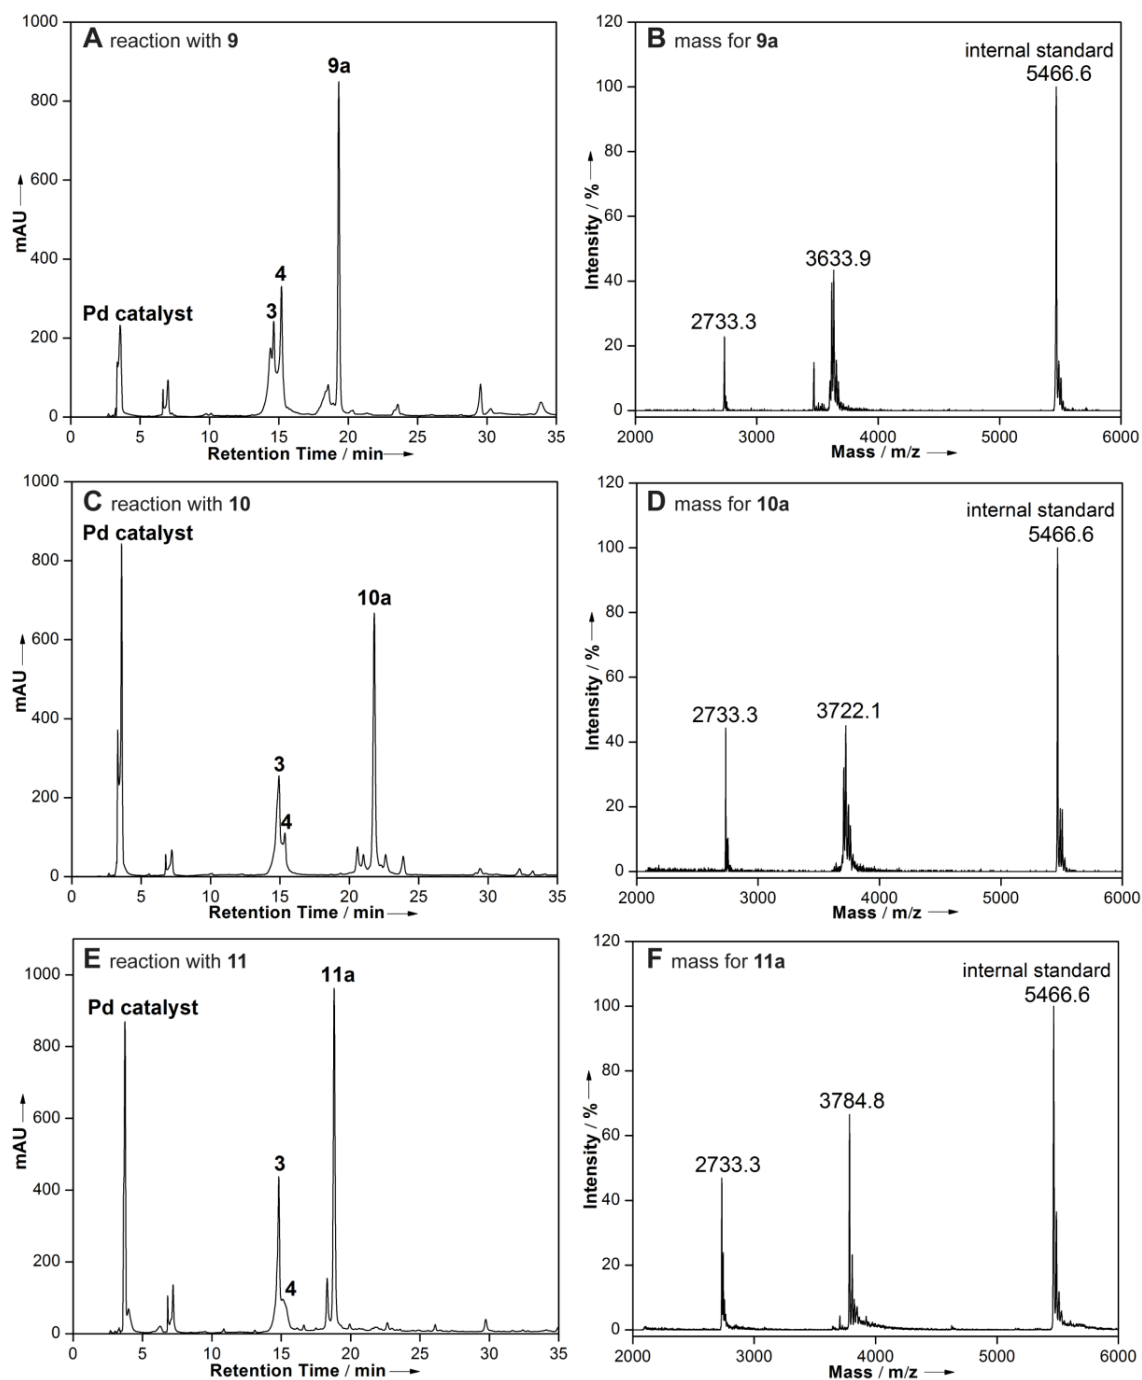 A reaction with 9
1000
800
600
400
200
0
mAU
9a
4
3
Pd catalyst
0 5 10 15 20 25 30 35
Retention Time / min
B mass for 9a
120
100
80
60
40
20
0
Intensity / %
internal standard
5466.6
3633.9
2733.3
2000 3000 4000 5000 6000
Mass / m/z
C reaction with 10
1000
800
600
400
200
0
mAU
Pd catalyst
10a
3
4
0 5 10 15 20 25 30 35
Retention Time / min
D mass for 10a
120
100
80
60
40
20
0
Intensity / %
internal standard
5466.6
2733.3
3722.1
2000 3000 4000 5000 6000
Mass / m/z
E reaction with 11
1000
800
600
400
200
0
mAU
11a
Pd catalyst
3
4
0 5 10 15 20 25 30 35
Retention Time / min
F mass for 11a
120
100
80
60
40
20
0
Intensity / %
internal standard
5466.6
3784.8
2733.3
2000 3000 4000 5000 6000
Mass / m/z